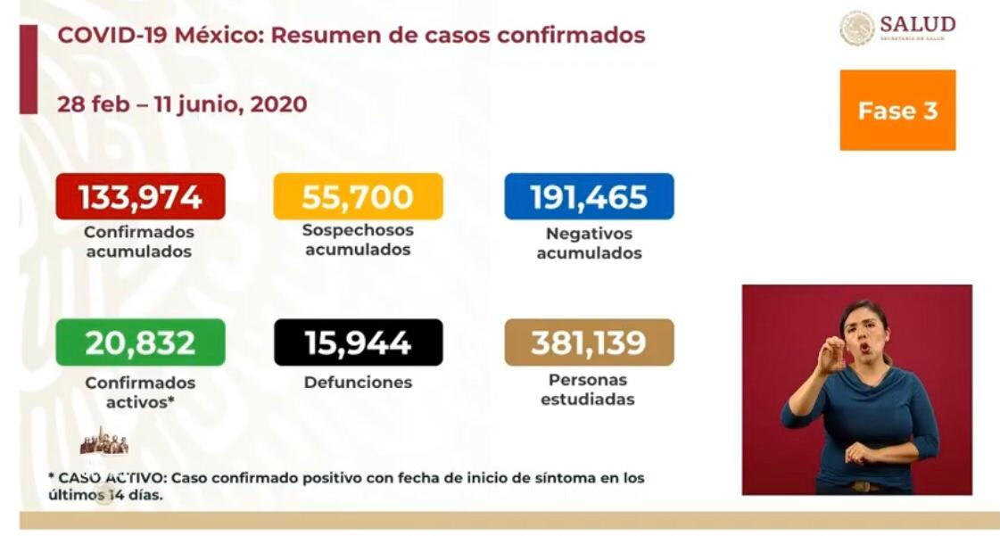 COVID-19 México: Resumen de casos confirmados
SALUD
SECRETARÍA DE SALUD
28 feb – 11 junio, 2020
Fase 3
133,974
Confirmados
acumulados
55,700
Sospechosos
acumulados
191,465
Negativos
acumulados
20,832
Confirmados
activos*
15,944
Defunciones
381,139
Personas
estudiadas
* CASO ACTIVO: Caso confirmado positivo con fecha de inicio de síntoma en los
últimos 14 días.